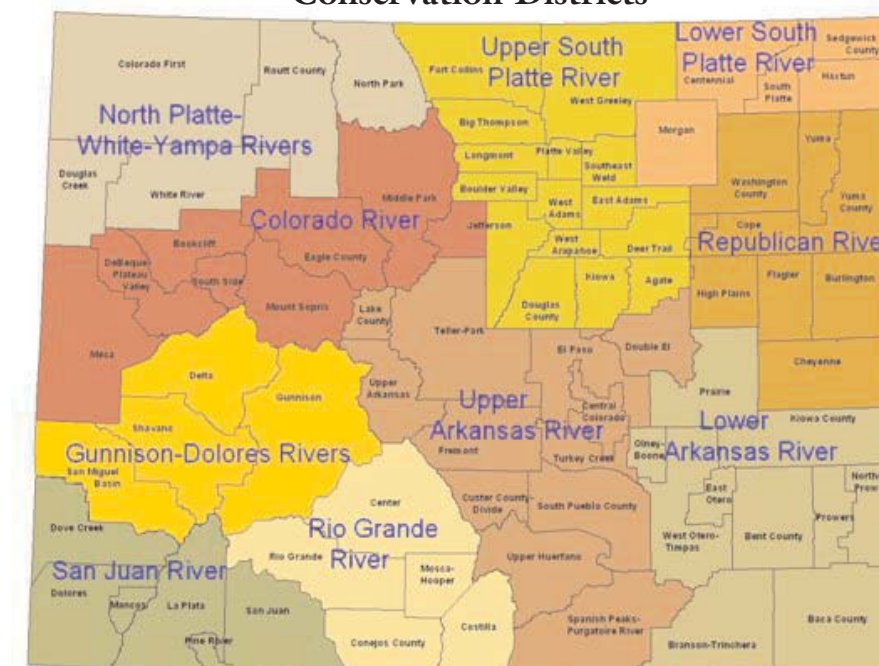 Conservation Districts
Colorado First
Routt County
North Park
North Platte-
White-Yampa Rivers
Douglas
Creek
White River
Fort Collins
Upper South
Platte River
West Greeley
Big Thompson
Longmont
Platte Valley
Boulder Valley
Southeast
Weld
West
Adams
East Adams
Jefferson
West
Arapahoe
Deer Trail
Douglas
County
Kiowa
Agate
Lower South
Platte River
Sedgwick
County
Centennial
South
Platte
Haxtun
Morgan
Washington
County
Yuma
Yuma
County
Cope
Republican Rive
High Plains
Flagler
Burlington
Cheyenne
Middle Park
Colorado River
Bookcliff
Eagle County
DeBeque-
Plateau
Valley
South Side
Mount Sopris
Mesa
Lake
County
Teller-Park
El Paso
Double El
Upper
Arkansas
Central
Colorado
Upper
Arkansas River
Fremont
Turkey Creek
Custer County-
Divide
South Pueblo County
Upper Huerfano
Spanish Peaks-
Purgatoire River
Prairie
Kiowa County
Lower
Arkansas River
Olney-
Boone
East
Otero
West Otero-
Timpas
Bent County
Prowers
North
Prow
Branson-Trinchera
Baca County
Delta
Gunnison
Shavano
Gunnison-Dolores Rivers
San Miguel
Basin
Center
Rio Grande
River
Rio Grande
Mosca-
Hooper
Conejos County
Costilla
Dove Creek
San Juan River
Dolores
Mancos
La Plata
San Juan
Pine River